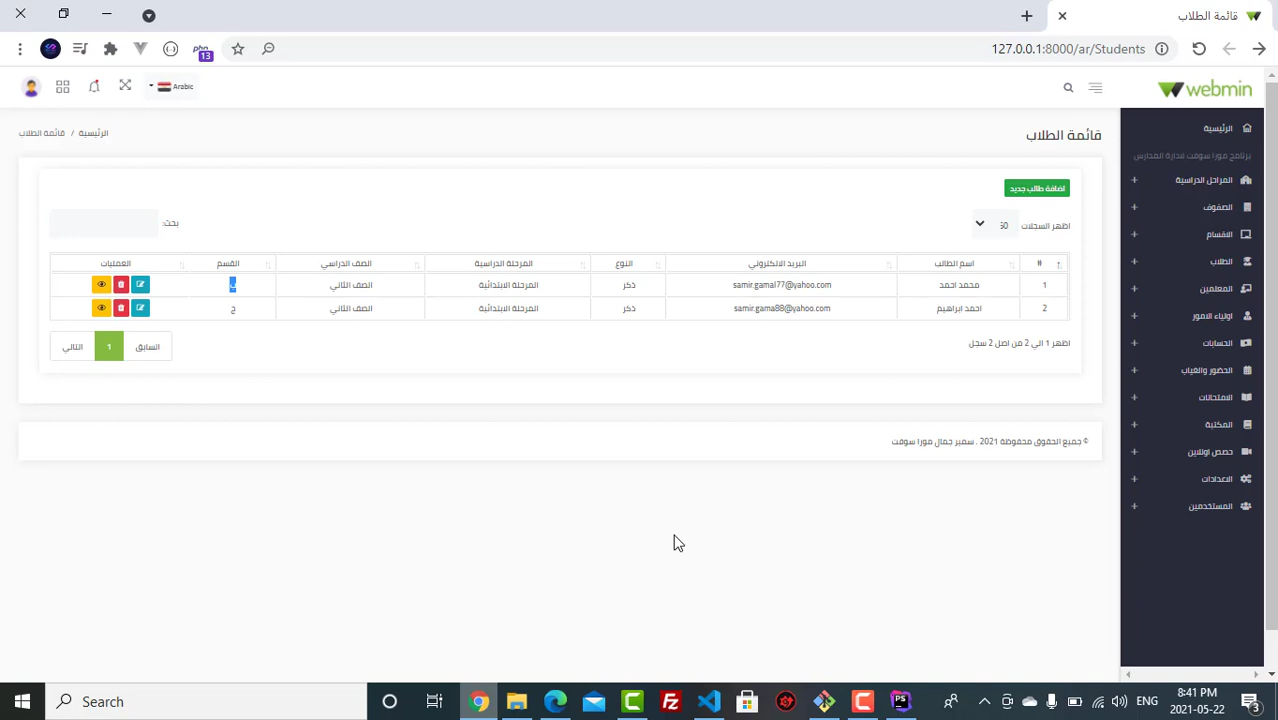 قائمة الطلاب
127.0.0.1:8000/ar/Students
php
13
webmin
Arabic
الرئيسية
برنامج مورا سوفت لادارة المدارس
المراحل الدراسية
الصفوف
الاقسام
الطلاب
المعلمين
اولياء الامور
الحسابات
الحضور والغياب
الامتحانات
المكتبة
حصص اونلاين
الاعدادات
المستخدمين
قائمة الطلاب
الرئيسية / قائمة الطلاب
اضافة طالب جديد
اظهر السجلات 50
بحث:
# اسم الطالب البريد الالكتروني النوع المرحلة الدراسية الصف الدراسي القسم العمليات
1 محمد احمد samir.gamal77@yahoo.com ذكر المرحلة الابتدائية الصف الثاني ب
2 احمد ابراهيم samir.gama88@yahoo.com ذكر المرحلة الابتدائية الصف الثاني ج
اظهر 1 الي 2 من اصل 2 سجل
السابق 1 التالي
© جميع الحقوق محفوظة 2021 . سمير جمال مورا سوفت
Search
Fz
PS
ENG
8:41 PM
2021-05-22
3